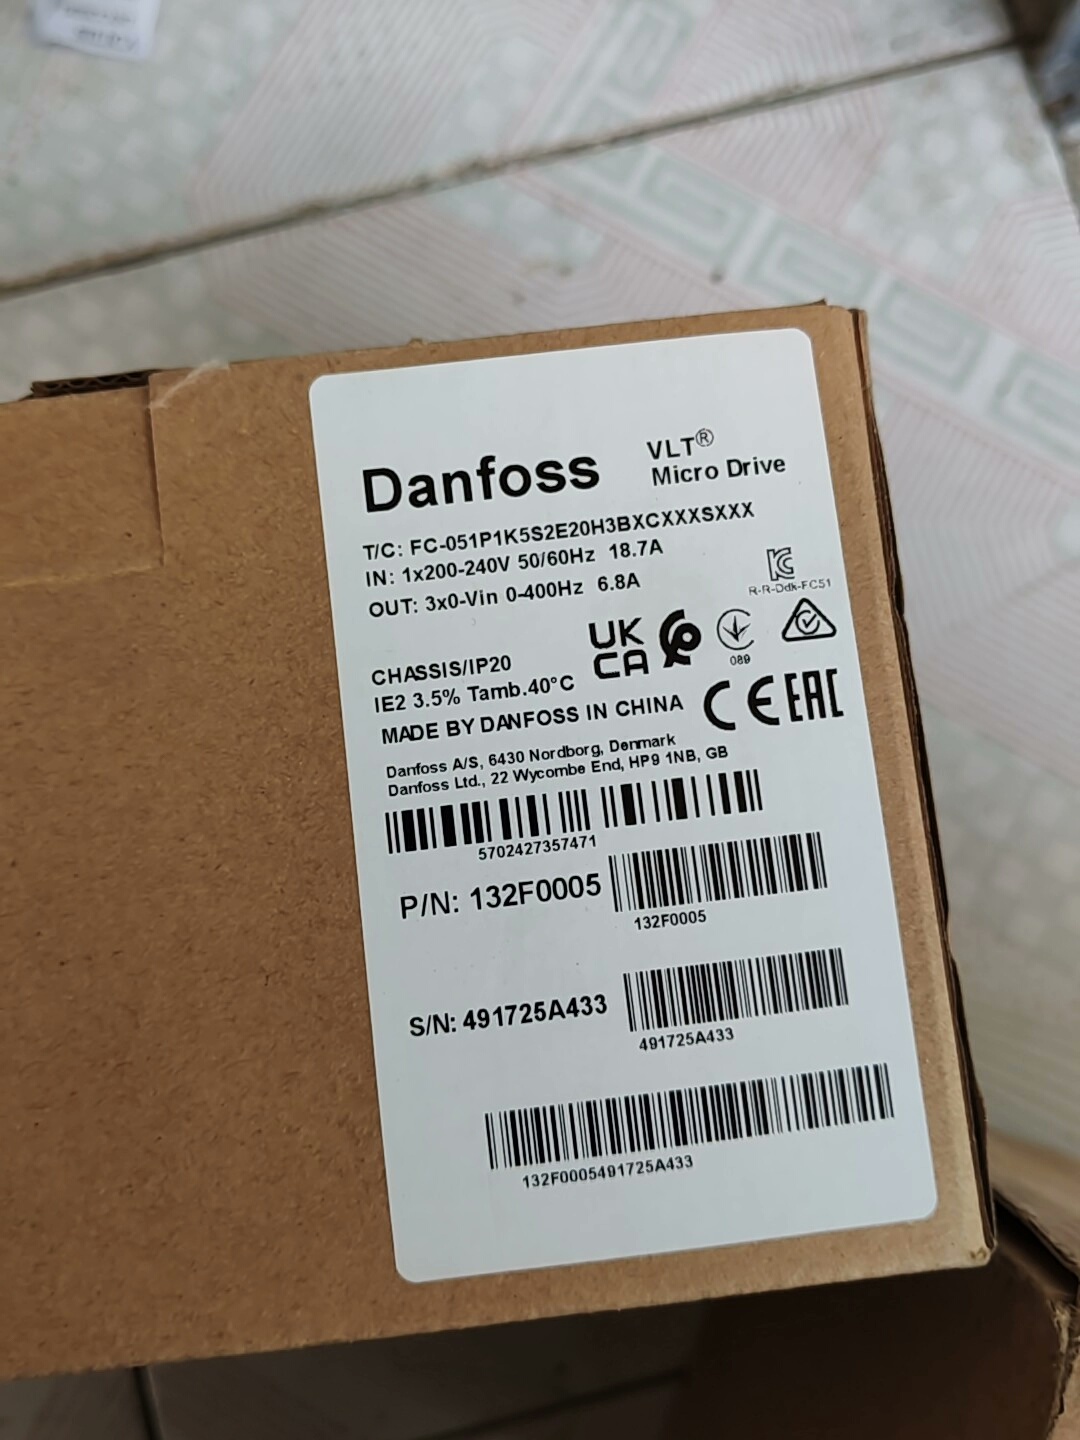 Danfoss
VLT®
Micro Drive
T/C: FC-051P1K5S2E20H3BXCXXXSXXX
IN: 1x200-240V 50/60Hz 18.7A
OUT: 3x0-Vin 0-400Hz 6.8A
R-R-Ddk-FC51
CHASSIS/IP20
UK
CA
089
IE2 3.5% Tamb.40°C
MADE BY DANFOSS IN CHINA
CE EAC
Danfoss A/S, 6430 Nordborg, Denmark
Danfoss Ltd., 22 Wycombe End, HP9 1NB, GB
5702427357471
P/N: 132F0005
132F0005
S/N: 491725A433
491725A433
132F0005491725A433